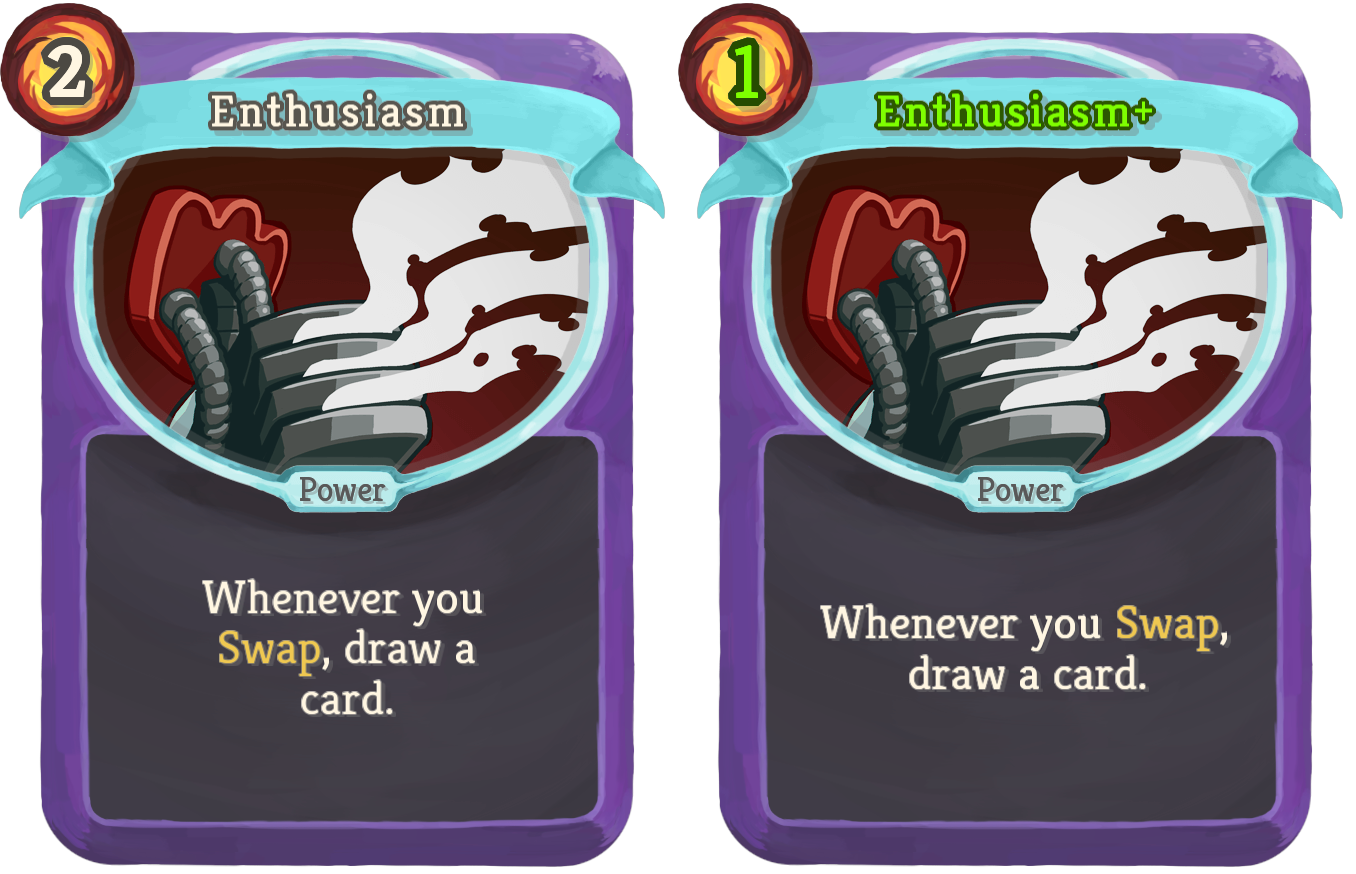 2
Enthusiasm
Power
Whenever you
Swap, draw a
card.
1
Enthusiasm+
Power
Whenever you Swap,
draw a card.